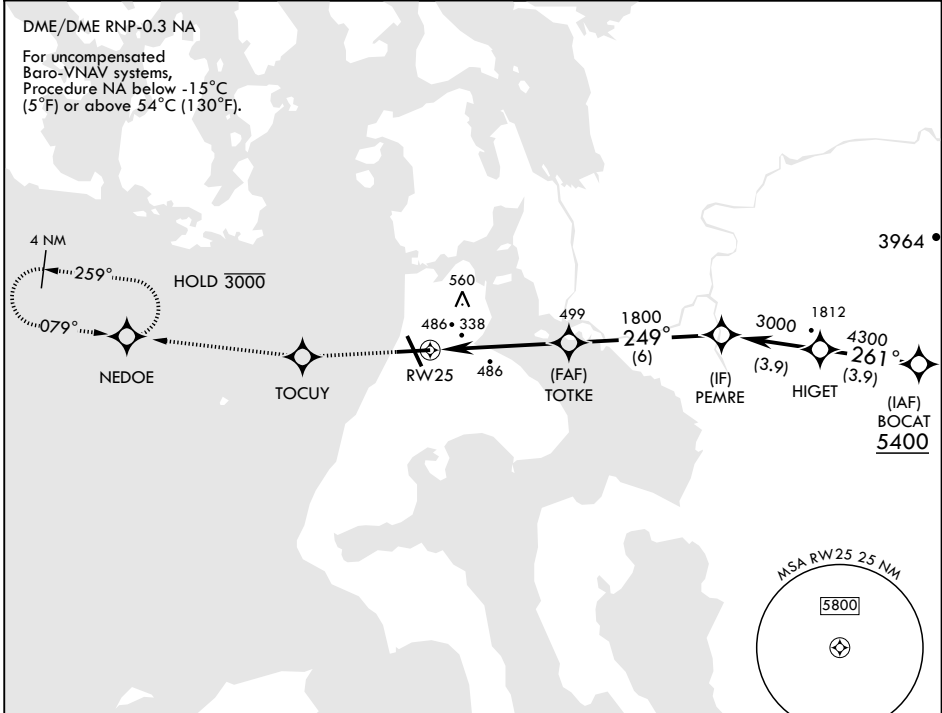 DME/DME RNP-0.3 NA
For uncompensated
Baro-VNAV systems,
Procedure NA below -15°C
(5°F) or above 54°C (130°F).
3964
4 NM
259°
HOLD 3000
079°
NEDOE
TOCUY
560
486 338
RW25
486
499
(FAF)
TOTKE
1800
249°
(6)
(IF)
PEMRE
3000
(3.9)
1812
HIGET
4300
261°
(3.9)
(IAF)
BOCAT
5400
MSA RW25 25 NM
5800